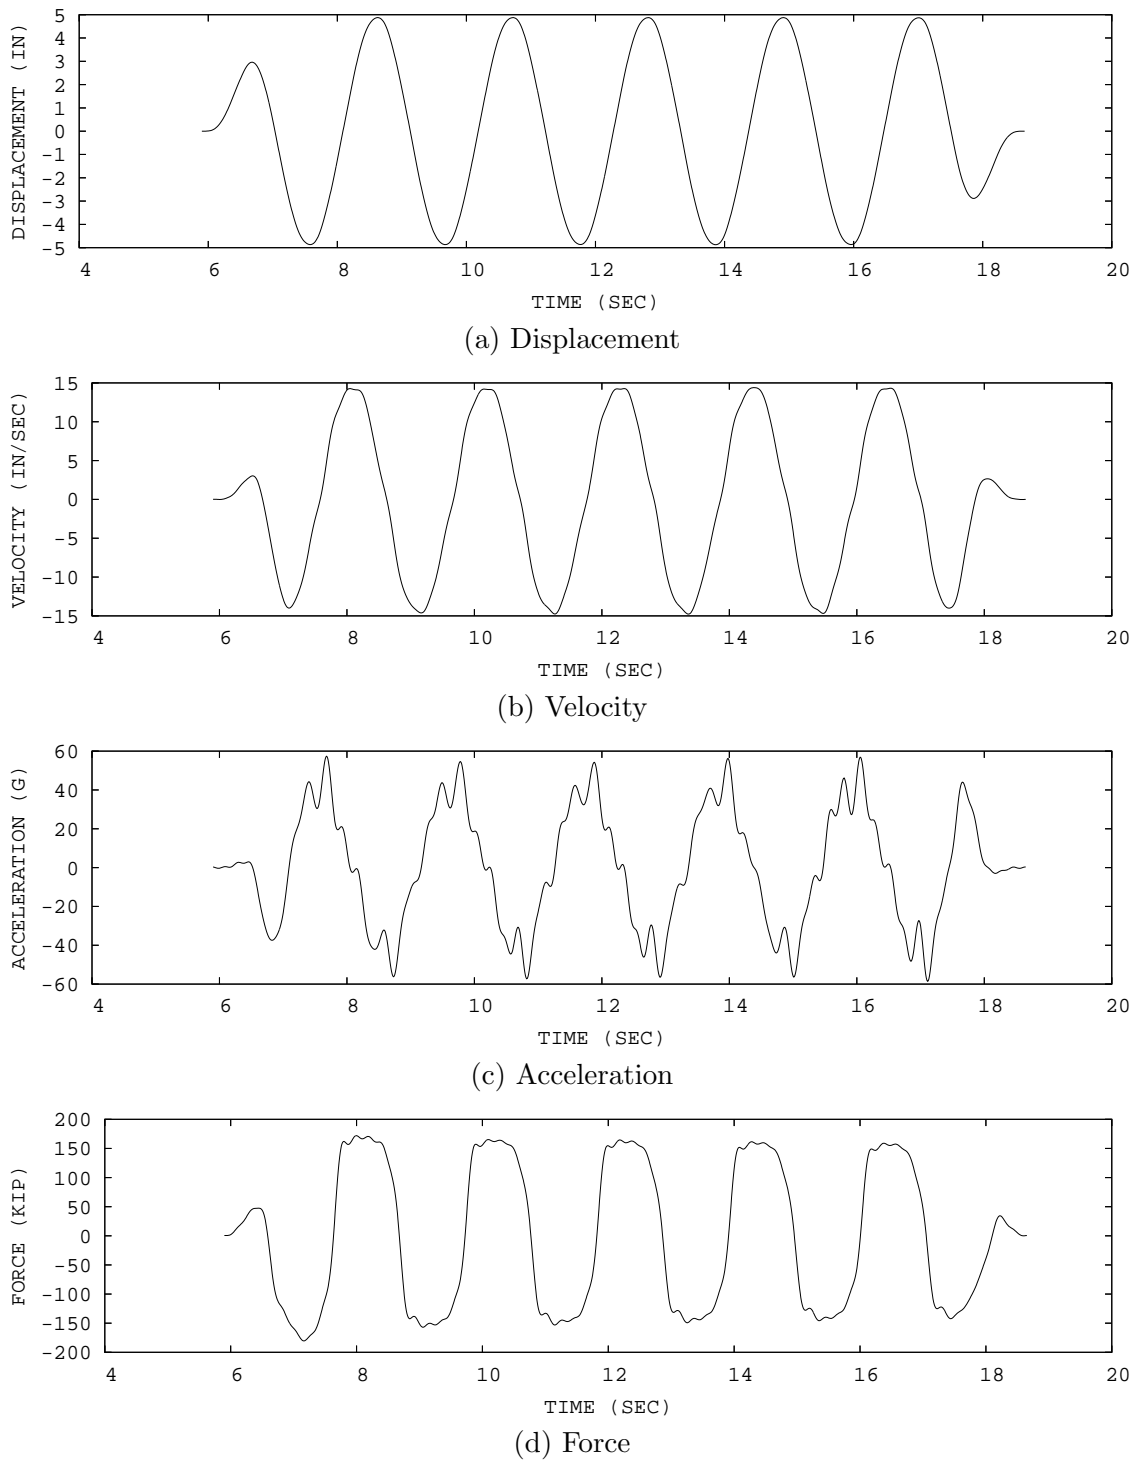 DISPLACEMENT (IN)
5
4
3
2
1
0
-1
-2
-3
-4
-5
4 6 8 10 12 14 16 18 20
TIME (SEC)
(a) Displacement
VELOCITY (IN/SEC)
15
10
5
0
-5
-10
-15
4 6 8 10 12 14 16 18 20
TIME (SEC)
(b) Velocity
ACCELERATION (G)
60
40
20
0
-20
-40
-60
4 6 8 10 12 14 16 18 20
TIME (SEC)
(c) Acceleration
FORCE (KIP)
200
150
100
50
0
-50
-100
-150
-200
4 6 8 10 12 14 16 18 20
TIME (SEC)
(d) Force